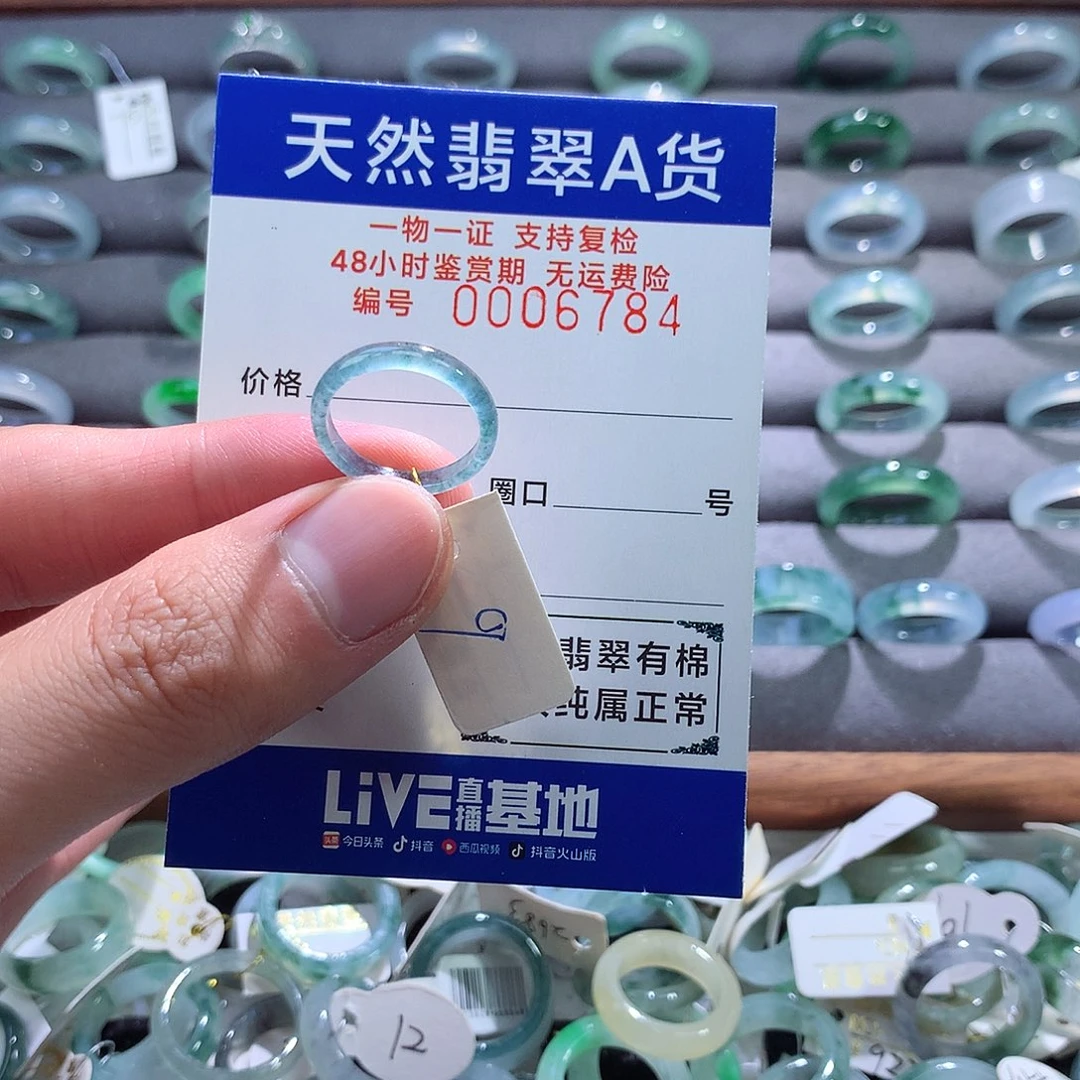 天然翡翠A货
一物一证 支持复检
48小时鉴赏期 无运费险
编号 0006784
价格
圈口 号
翡翠有棉
纯属正常
LiVE直播基地
头条 今日头条 抖音 西瓜视频 抖音火山版
12